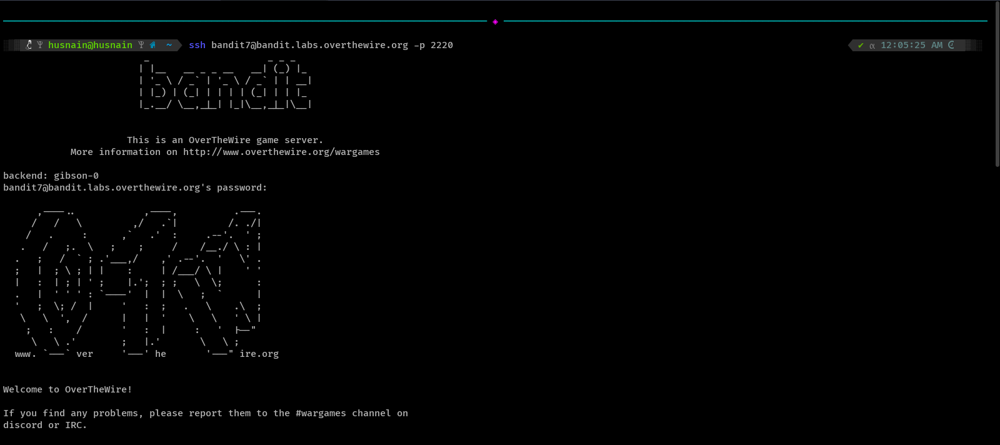 husnain@husnain ~ ssh bandit7@bandit.labs.overthewire.org -p 2220 ✔ α 12:05:25 AM
                         _                     _ _ _
                        | |__   __ _ _ __   __| (_) |_
                        | '_ \ / _` | '_ \ / _` | | __|
                        | |_) | (_| | | | | (_| | | |_
                        |_.__/ \__,_|_| |_|\__,_|_|\__|
This is an OverTheWire game server.
More information on http://www.overthewire.org/wargames
backend: gibson-0
bandit7@bandit.labs.overthewire.org's password:
      ,----..            ,----,          .---.
     /   /   \         ,/   .`|         /. ./|
    /   .     :      ,`   .'  :     .--'.  ' ;
   .   /   ;.  \   ;    ;     /    /__./ \ : |
  .   ;   /  ` ; .'___,/    ,' .--'.  '   \' .
  ;   |  ; \ ; | |    :     | /___/ \ |    ' '
  |   :  | ; | ' ;    |.';  ; ;   \  \;      :
  .   |  ' ' ' : `----'  |  |  \   ;  `      |
  '   ;  \; /  |     '   :  ;   .   \    .\  ;
   \   \  ',  /      |   |  '    \   \   ' \ |
    ;   :    /       '   :  |     :   '  |--"
     \   \ .'        ;   |.'       \   \ ;
  www. `---` ver     '---' he       '---" ire.org
Welcome to OverTheWire!
If you find any problems, please report them to the #wargames channel on
discord or IRC.